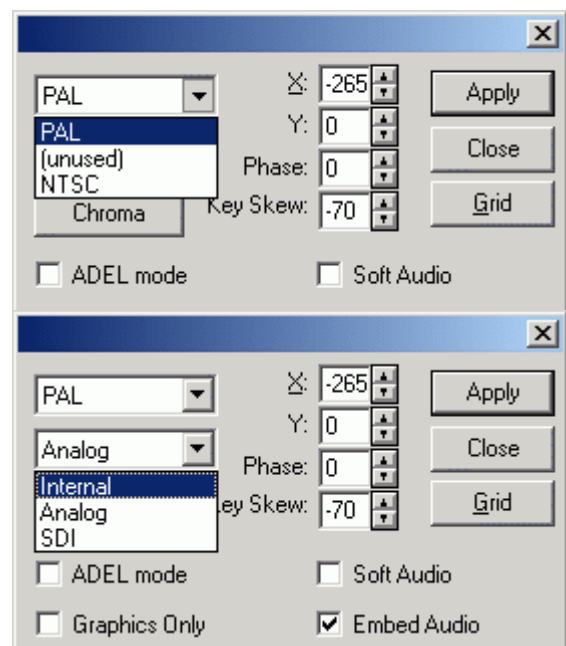 PAL X: -265 Apply
PAL Y: 0
(unused) Phase: 0 Close
NTSC
Chroma Key Skew: -70 Grid
ADEL mode Soft Audio
PAL X: -265 Apply
Analog Y: 0
Internal Phase: 0 Close
Analog ey Skew: -70 Grid
SDI
ADEL mode Soft Audio
Graphics Only Embed Audio